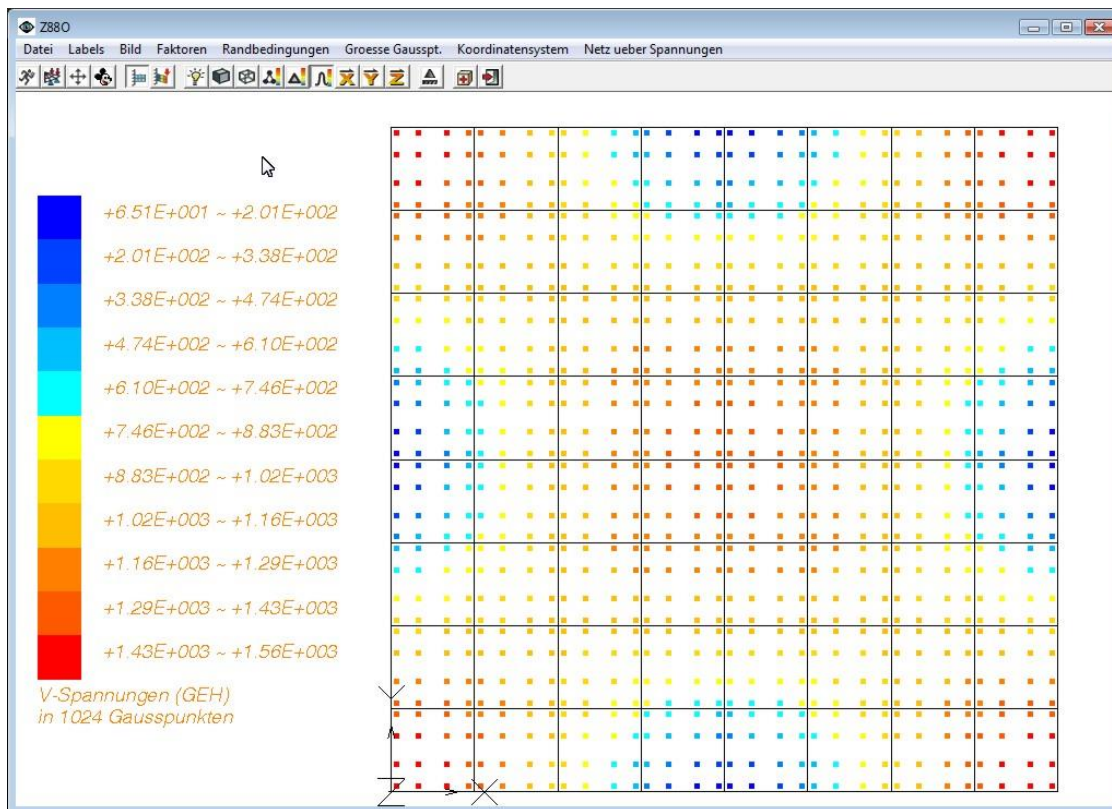 Z88O
Datei Labels Bild Faktoren Randbedingungen Groesse Gausspt. Koordinatensystem Netz ueber Spannungen
X Y Z
+6.51E+001 ~ +2.01E+002
+2.01E+002 ~ +3.38E+002
+3.38E+002 ~ +4.74E+002
+4.74E+002 ~ +6.10E+002
+6.10E+002 ~ +7.46E+002
+7.46E+002 ~ +8.83E+002
+8.83E+002 ~ +1.02E+003
+1.02E+003 ~ +1.16E+003
+1.16E+003 ~ +1.29E+003
+1.29E+003 ~ +1.43E+003
+1.43E+003 ~ +1.56E+003
V-Spannungen (GEH)
in 1024 Gausspunkten
Y
Z X